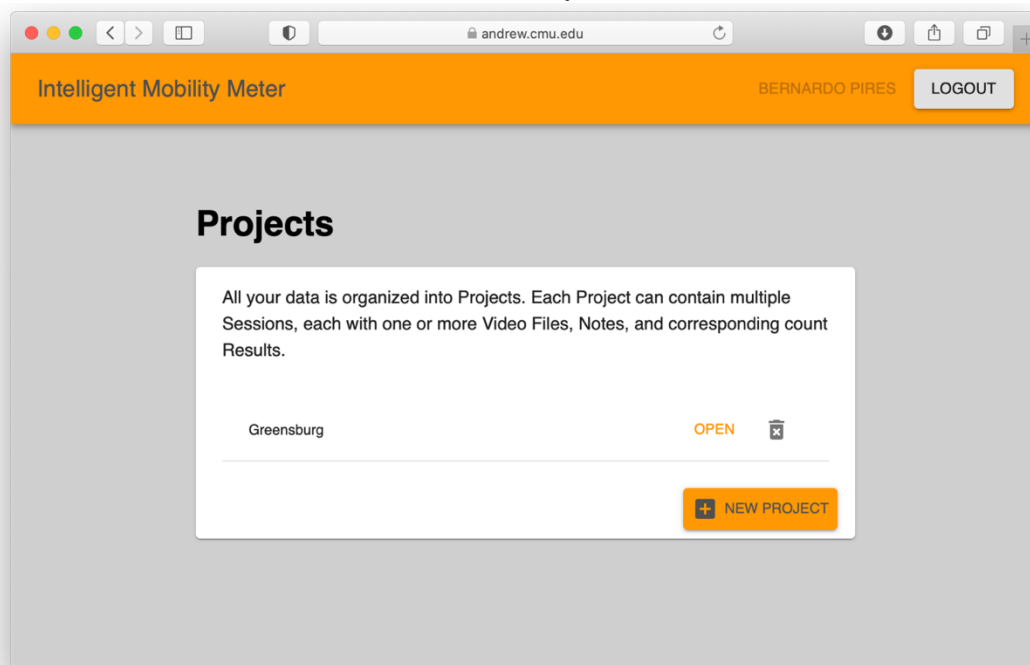 andrew.cmu.edu
Intelligent Mobility Meter
BERNARDO PIRES
LOGOUT
Projects
All your data is organized into Projects. Each Project can contain multiple
Sessions, each with one or more Video Files, Notes, and corresponding count
Results.
Greensburg
OPEN
NEW PROJECT